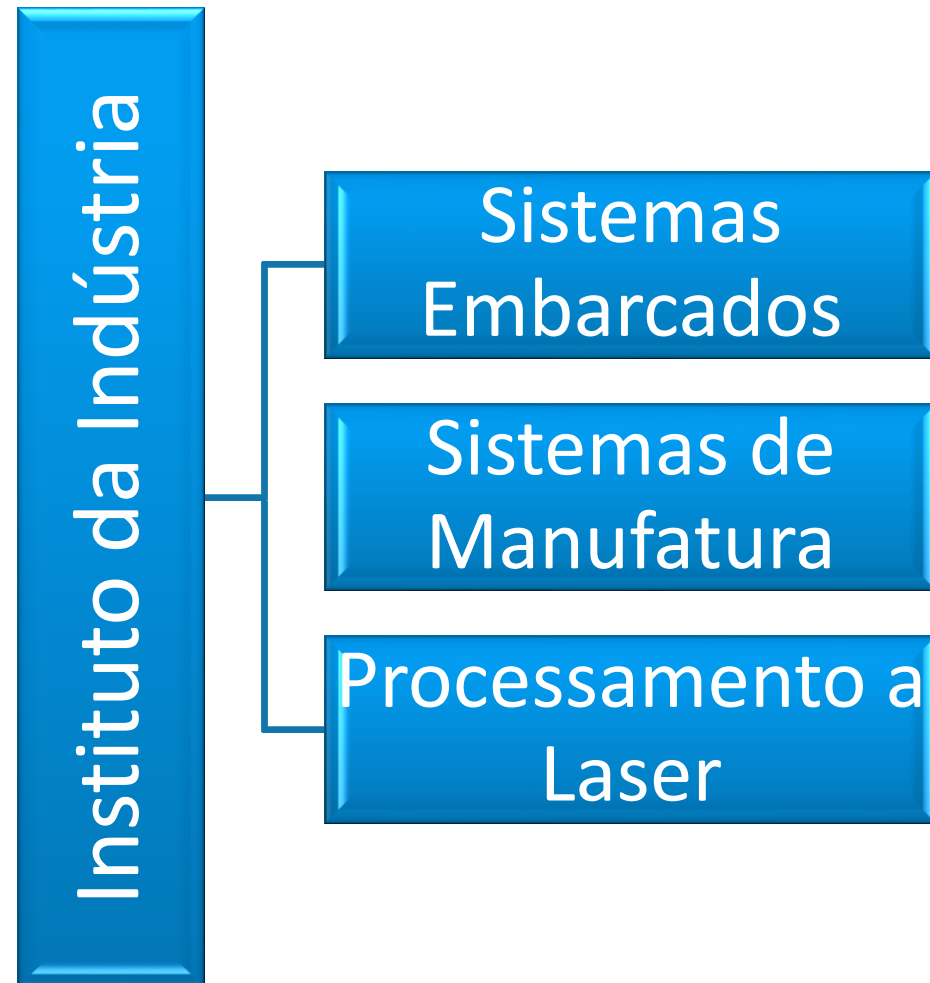 Instituto da Indústria
Sistemas
Embarcados
Sistemas de
Manufatura
Processamento a
Laser